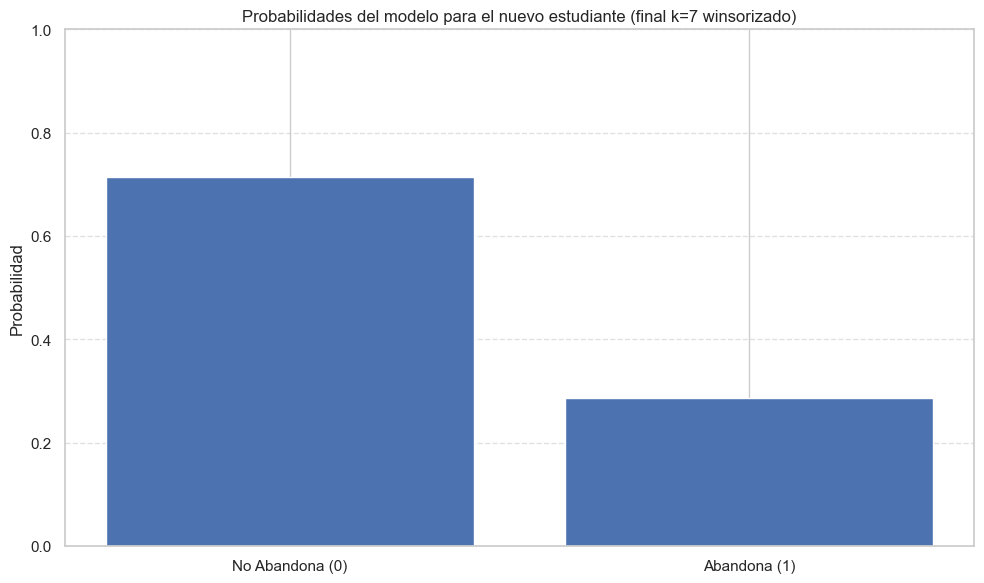 Probabilidades del modelo para el nuevo estudiante (final k=7 winsorizado)
Probabilidad
1.0
0.8
0.6
0.4
0.2
0.0
No Abandona (0)
Abandona (1)